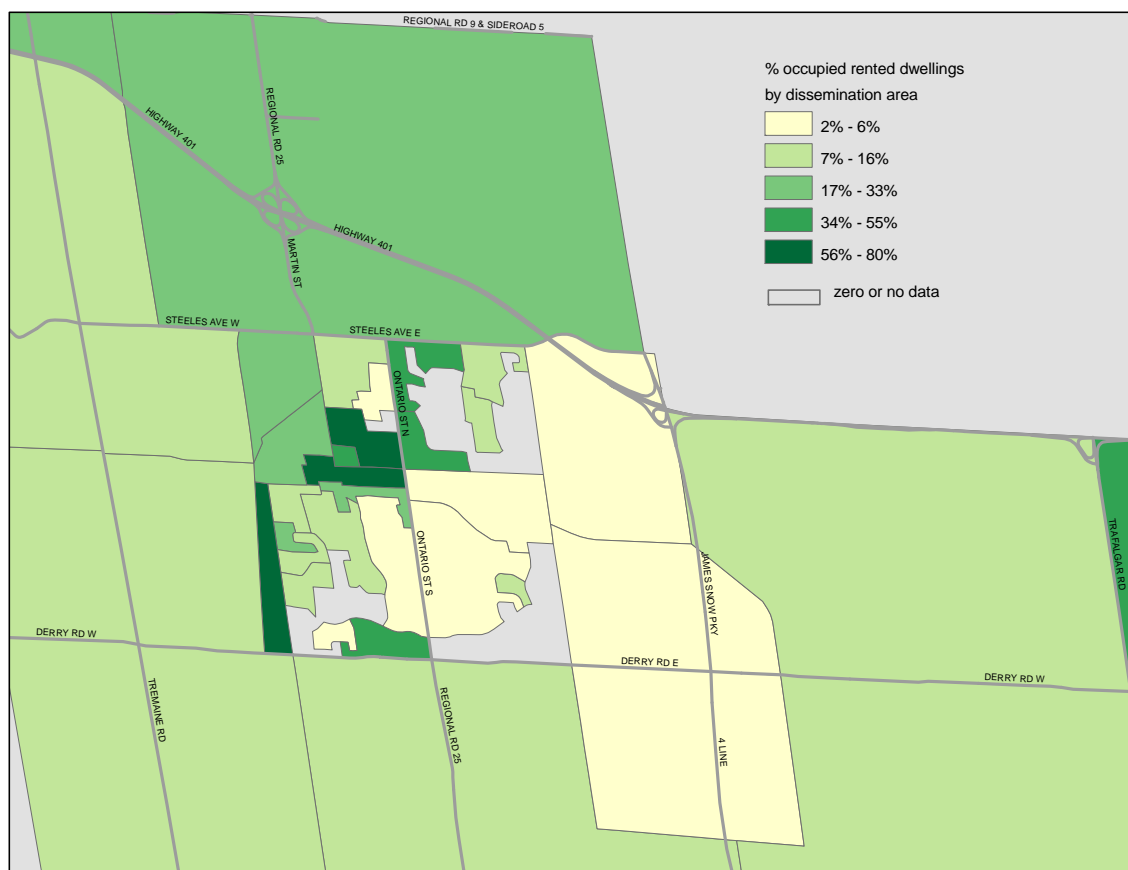 REGIONAL RD 9 & SIDEROAD 5
% occupied rented dwellings
by dissemination area
2% - 6%
7% - 16%
17% - 33%
34% - 55%
56% - 80%
zero or no data
HIGHWAY 401
REGIONAL RD 25
HIGHWAY 401
MARTIN ST
STEELES AVE W
STEELES AVE E
ONTARIO ST N
ONTARIO ST S
JAMES SNOW PKY
TRAFALGAR RD
DERRY RD W
DERRY RD E
DERRY RD W
TREMAINE RD
REGIONAL RD 25
4 LINE